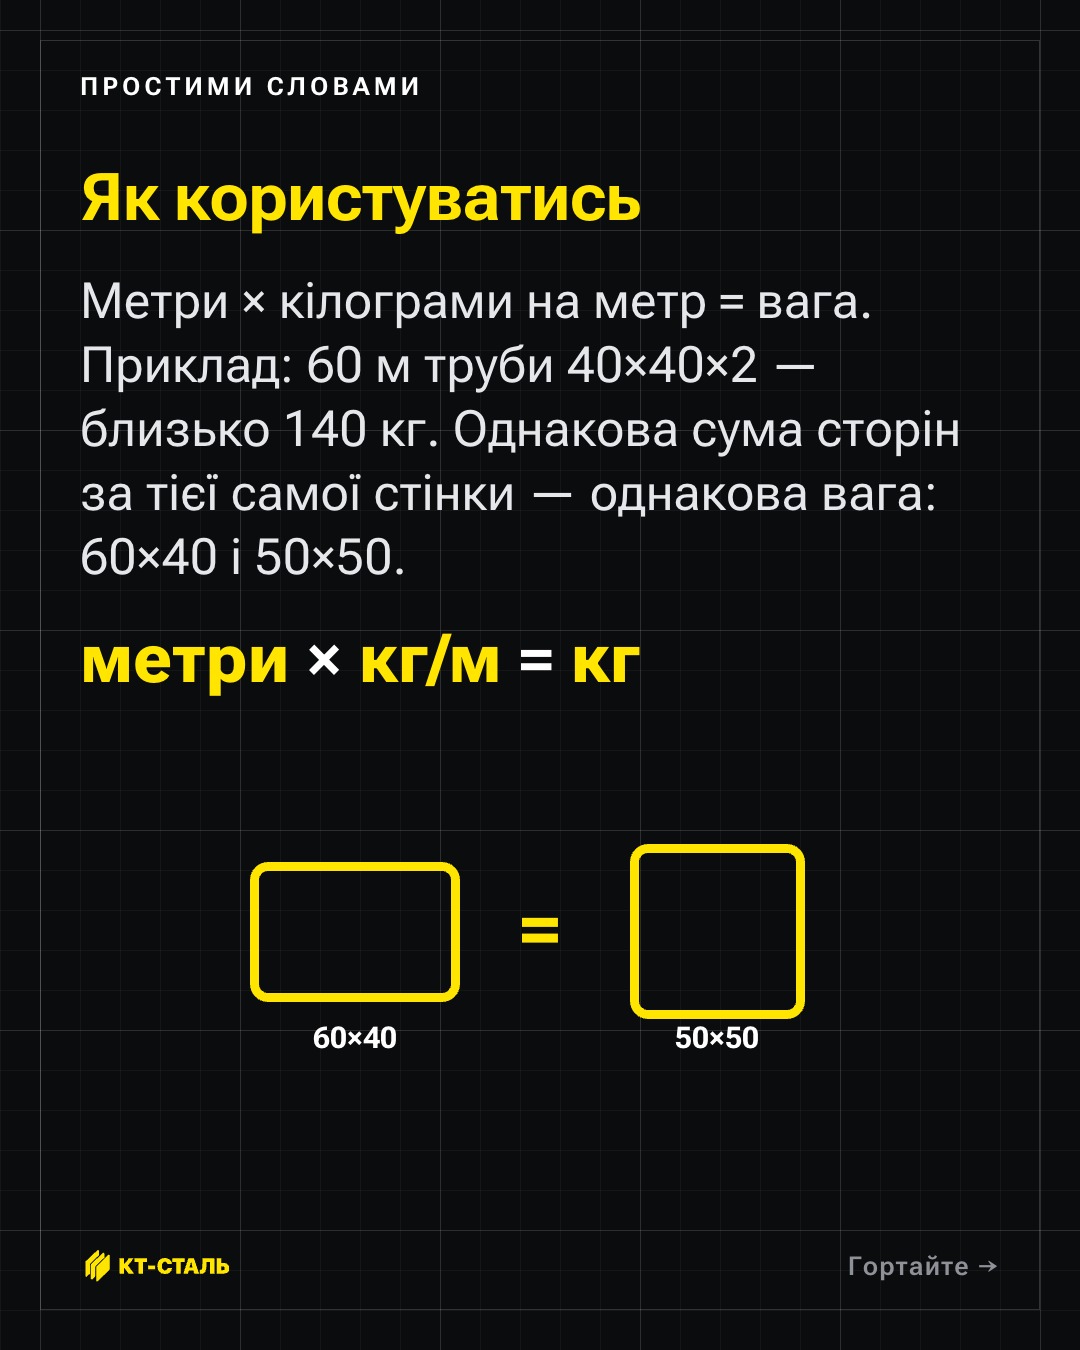 ПРОСТИМИ СЛОВАМИ
Як користуватись
Метри × кілограми на метр = вага.
Приклад: 60 м труби 40×40×2 —
близько 140 кг. Однакова сума сторін
за тієї самої стінки — однакова вага:
60×40 і 50×50.
метри × кг/м = кг
=
60×40
50×50
КТ-СТАЛЬ
Гортайте →